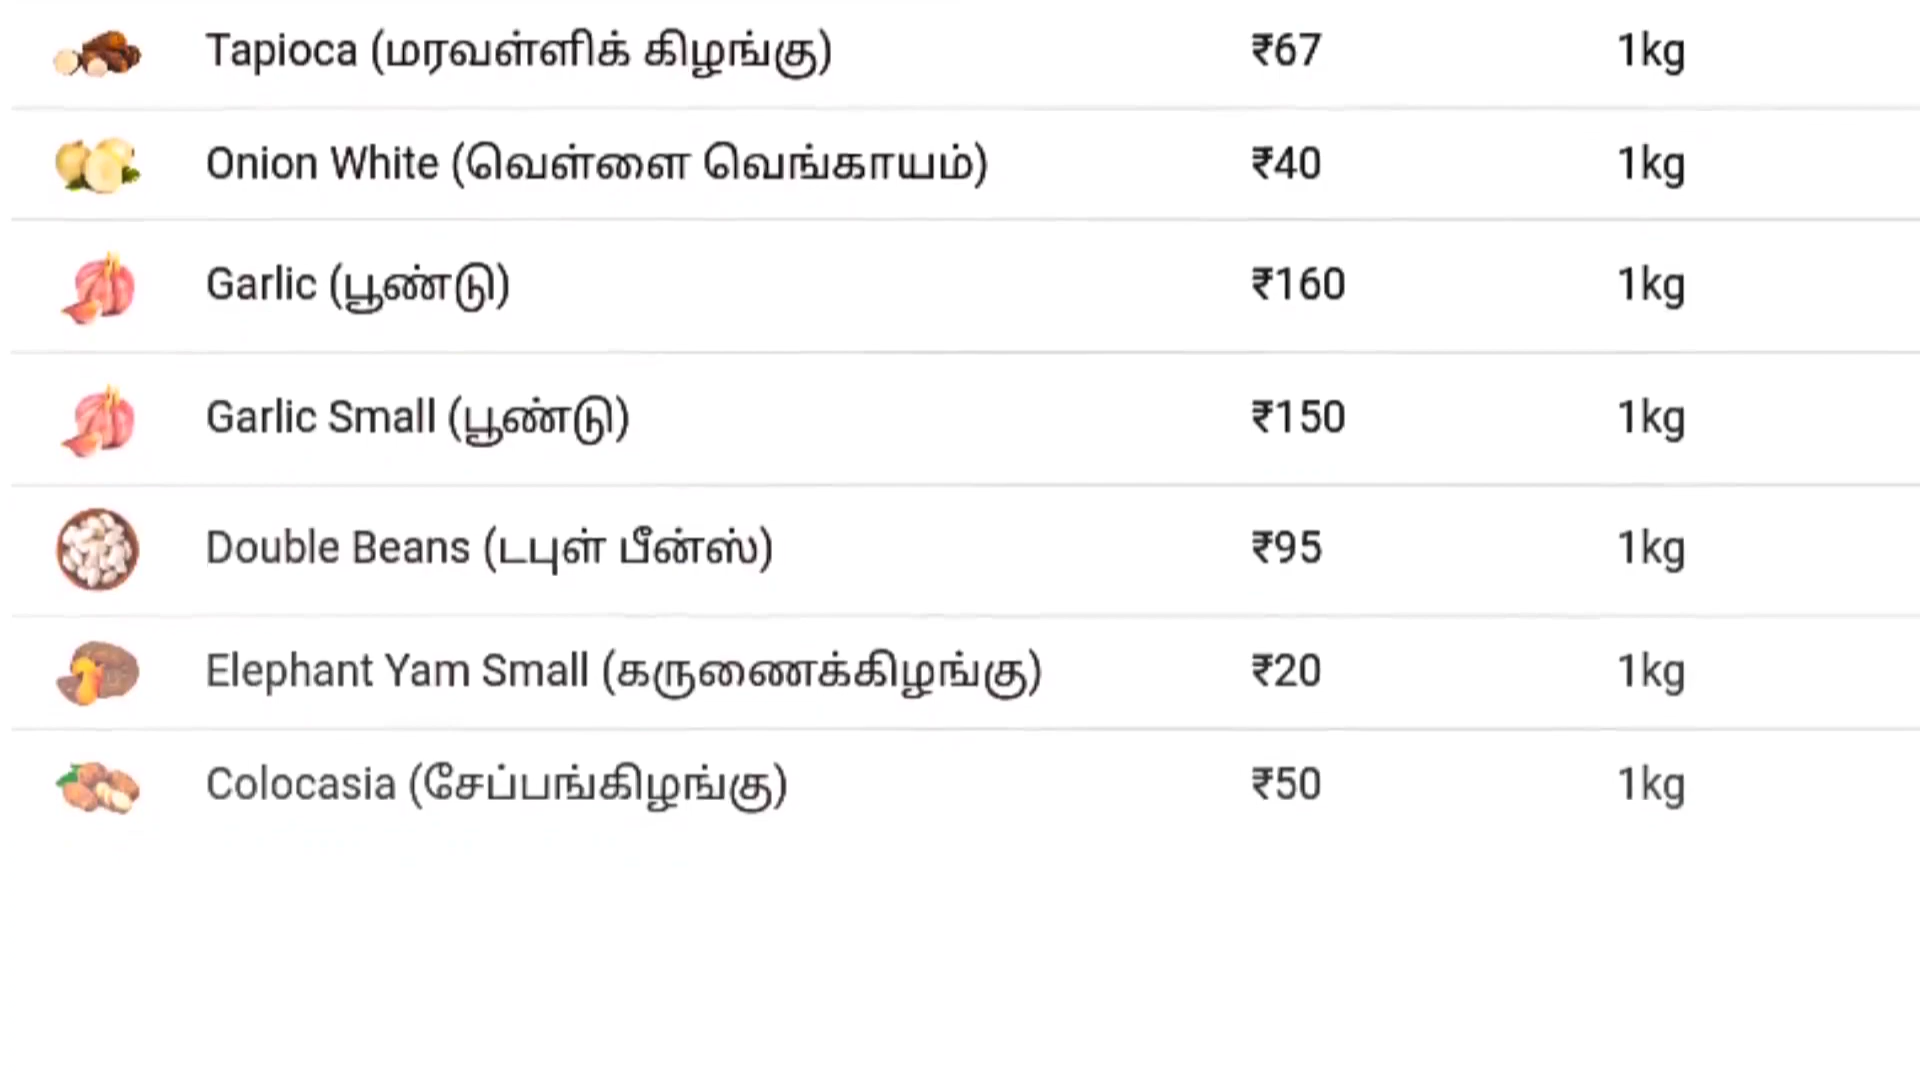 Tapioca (மரவள்ளிக் கிழங்கு) ₹67 1kg
Onion White (வெள்ளை வெங்காயம்) ₹40 1kg
Garlic (பூண்டு) ₹160 1kg
Garlic Small (பூண்டு) ₹150 1kg
Double Beans (டபுள் பீன்ஸ்) ₹95 1kg
Elephant Yam Small (கருணைக்கிழங்கு) ₹20 1kg
Colocasia (சேப்பங்கிழங்கு) ₹50 1kg